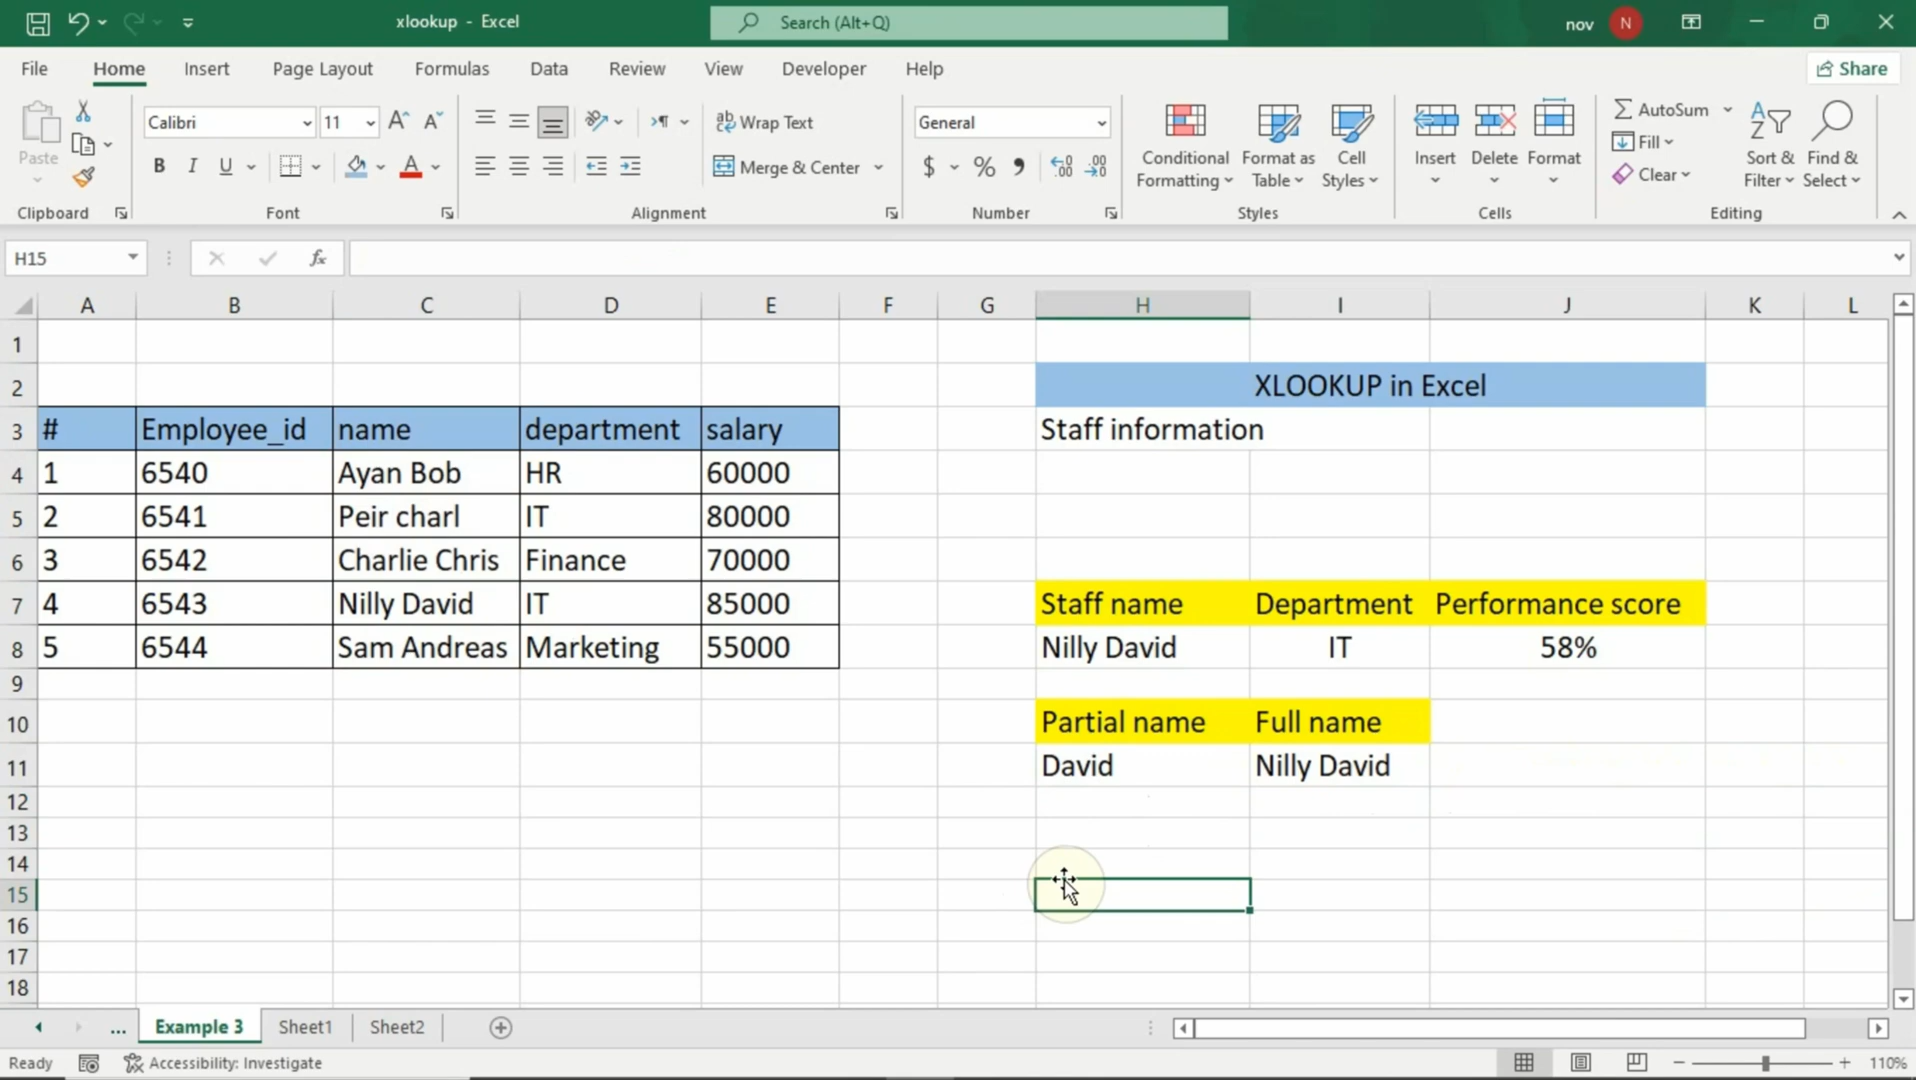 xlookup - Excel
Search (Alt+Q)
nov
N
File Home Insert Page Layout Formulas Data Review View Developer Help
Share
Paste
Calibri 11
Wrap Text
General
Merge & Center
Conditional Formatting
Format as Table
Cell Styles
Insert
Delete
Format
AutoSum
Fill
Clear
Sort & Filter
Find & Select
Clipboard Font Alignment Number Styles Cells Editing
H15
fx
A B C D E F G H I J K L
1
2 XLOOKUP in Excel
3 # Employee_id name department salary Staff information
4 1 6540 Ayan Bob HR 60000
5 2 6541 Peir charl IT 80000
6 3 6542 Charlie Chris Finance 70000
7 4 6543 Nilly David IT 85000 Staff name Department Performance score
8 5 6544 Sam Andreas Marketing 55000 Nilly David IT 58%
9
10 Partial name Full name
11 David Nilly David
12
13
14
15
16
17
18
... Example 3 Sheet1 Sheet2
Ready Accessibility: Investigate 110%